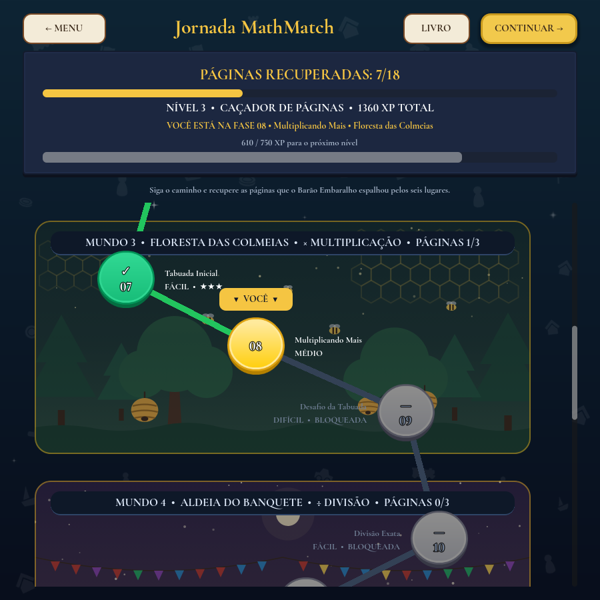 ← MENU
Jornada MathMatch
LIVRO
CONTINUAR →
PÁGINAS RECUPERADAS: 7/18
NÍVEL 3 • CAÇADOR DE PÁGINAS • 1360 XP TOTAL
VOCÊ ESTÁ NA FASE 08 • Multiplicando Mais • Floresta das Colmeias
610 / 750 XP para o próximo nível
Siga o caminho e recupere as páginas que o Barão Embaralho espalhou pelos seis lugares.
MUNDO 3 • FLORESTA DAS COLMEIAS • × MULTIPLICAÇÃO • PÁGINAS 1/3
✓
07
Tabuada Inicial
FÁCIL • ★★★
▼ VOCÊ ▼
08
Multiplicando Mais
MÉDIO
Desafio da Tabuada
DIFÍCIL • BLOQUEADA
09
MUNDO 4 • ALDEIA DO BANQUETE • ÷ DIVISÃO • PÁGINAS 0/3
Divisão Exata
FÁCIL • BLOQUEADA
10